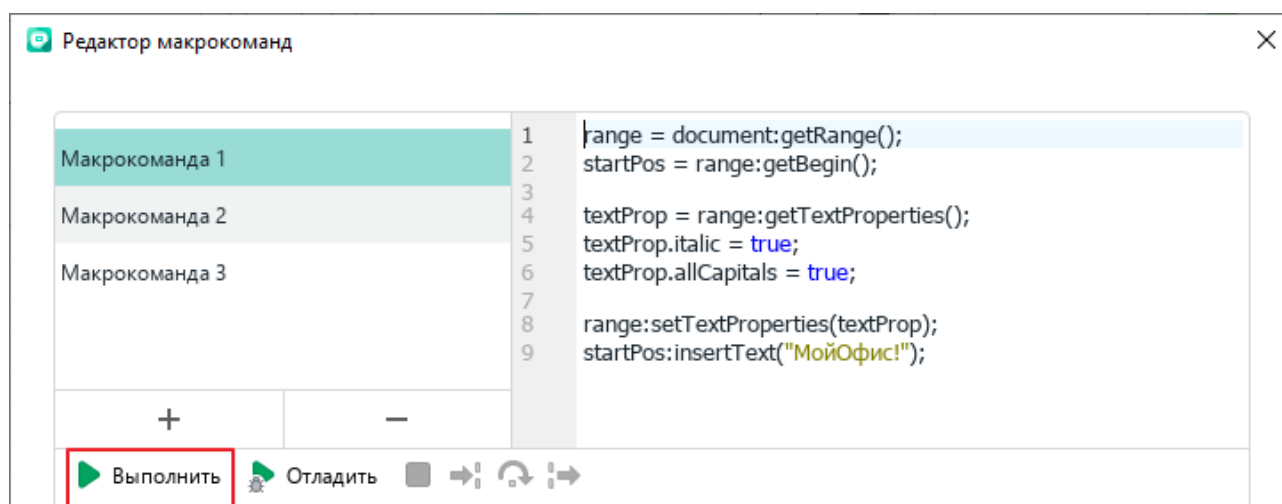 Редактор макрокоманд
Макрокоманда 1
Макрокоманда 2
Макрокоманда 3
+ −
1 range = document:getRange();
2 startPos = range:getBegin();
3
4 textProp = range:getTextProperties();
5 textProp.italic = true;
6 textProp.allCapitals = true;
7
8 range:setTextProperties(textProp);
9 startPos:insertText("МойОфис!");
Выполнить Отладить